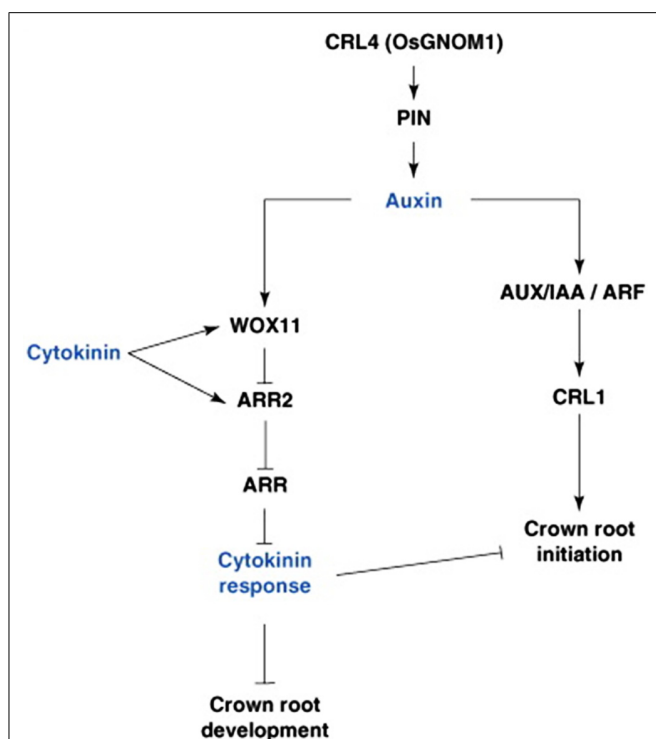 CRL4 (OsGNOM1)
PIN
Auxin
AUX/IAA / ARF
WOX11
Cytokinin
ARR2
CRL1
ARR
Crown root
initiation
Cytokinin
response
Crown root
development